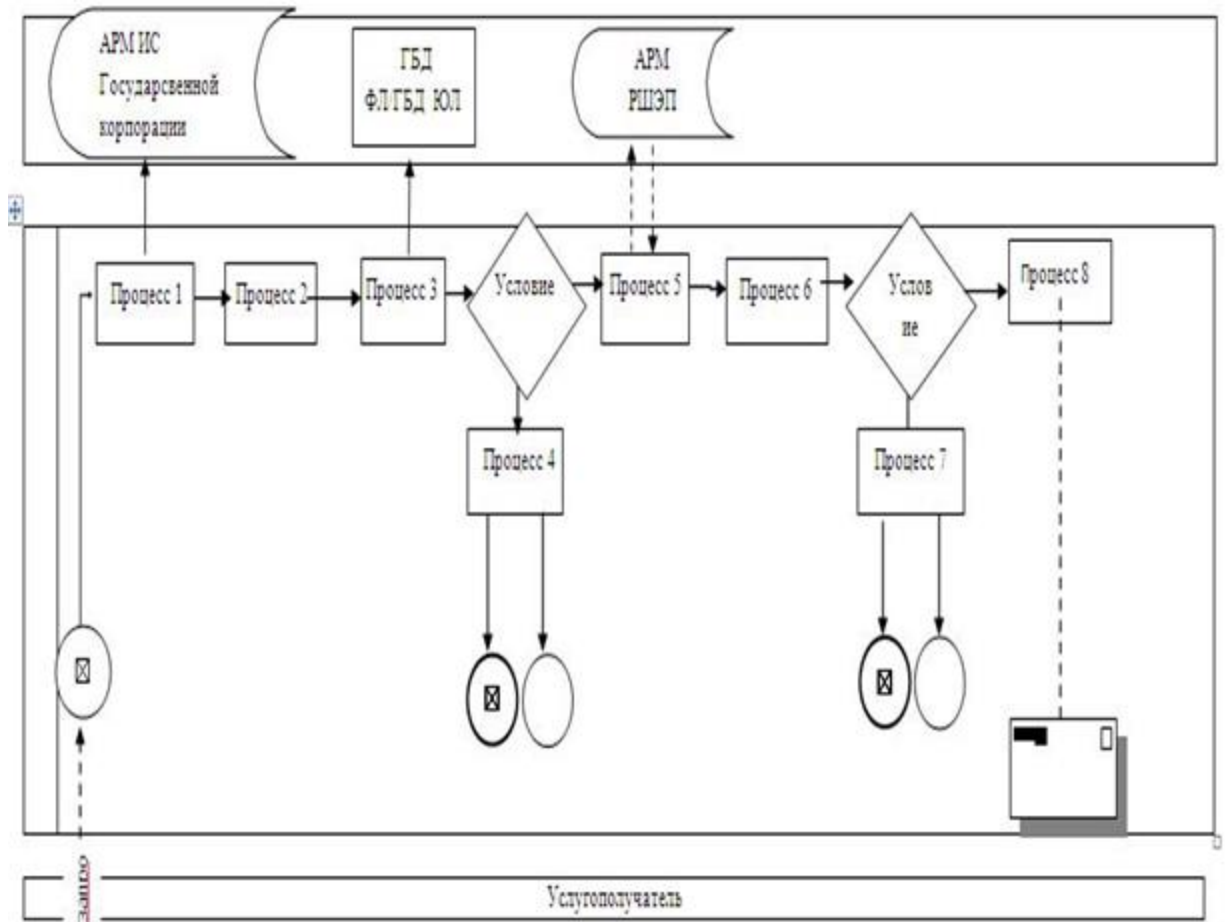 АРМ ИС
Государсвенной
корпорации
ГБД
ФЛ/ГБД ЮЛ
АРМ
РШЭП
Процесс 1
Процесс 2
Процесс 3
Условие
Процесс 5
Процесс 6
Услов
ие
Процесс 8
Процесс 4
Процесс 7
запро
Услугополучатель